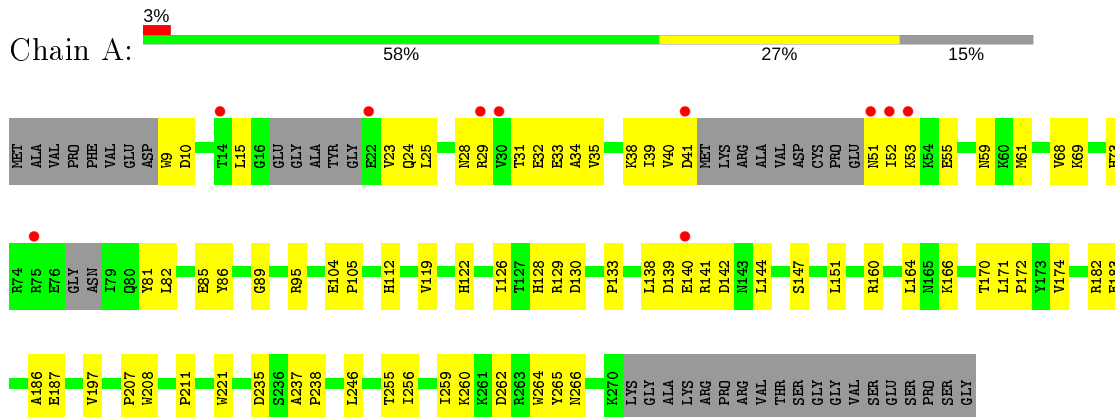 3%
Chain A:
58% 27% 15%
MET ALA VAL PRO PHE VAL GLU ASP W9 D10 T14 L15 G16 GLU GLY ALA TYR GLY E22 V23 Q24 L25 N28 R29 V30 T31 E32 E33 A34 V35 K38 I39 V40 D41 MET LYS ARG ALA VAL ASP CYS PRO GLU N51 I52 K53 K54 E55 N59 K60 M61 V68 K69 H73
R74 R75 E76 GLY ASN I79 Q80 Y81 L82 E85 Y86 G89 R95 E104 P105 H112 V119 H122 I126 T127 H128 R129 D130 P133 L138 D139 E140 R141 D142 N143 L144 S147 L151 R160 L164 N165 K166 T170 L171 P172 Y173 V174 R182 E183
A186 E187 V197 P207 W208 P211 W221 D235 S236 A237 P238 L246 T255 I256 I259 K260 K261 D262 R263 W264 Y265 N266 K270 LYS GLY ALA LYS ARG PRO ARG VAL THR SER GLY GLY VAL SER GLU SER PRO SER GLY